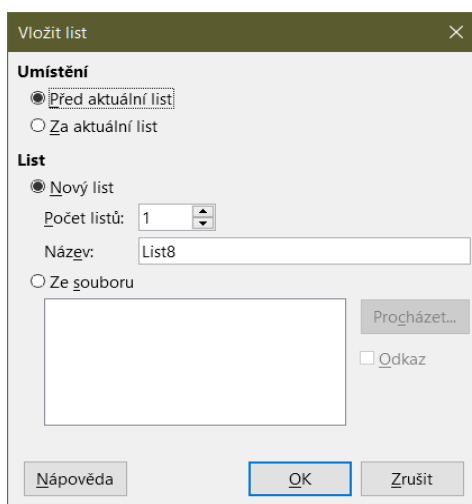 Vložit list
Umístění
Před aktuální list
Za aktuální list
List
Nový list
Počet listů: 1
Název: List8
Ze souboru
Procházet...
Odkaz
Nápověda OK Zrušit